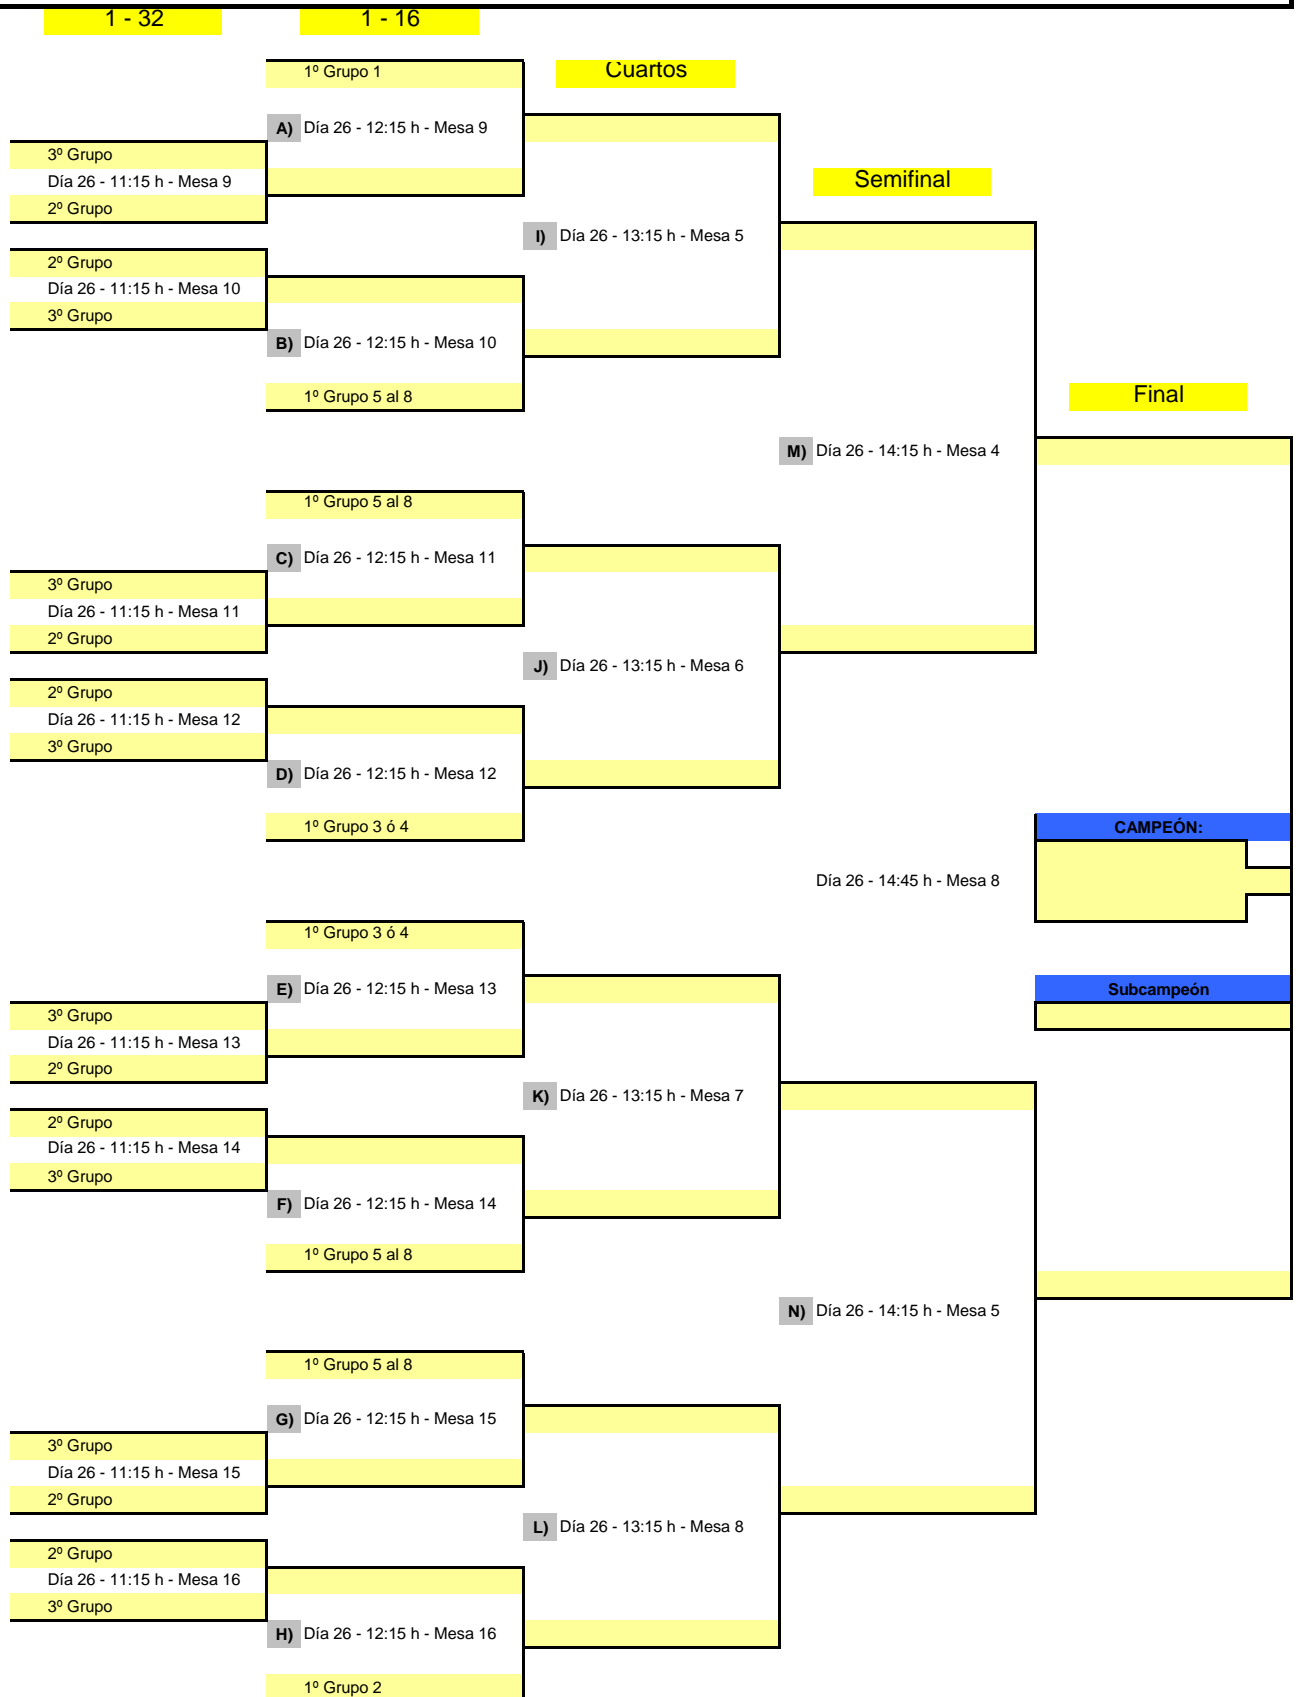 1 - 32
1 - 16
1º Grupo 1
Cuartos
A) Día 26 - 12:15 h - Mesa 9
3º Grupo
Día 26 - 11:15 h - Mesa 9
Semifinal
2º Grupo
I) Día 26 - 13:15 h - Mesa 5
2º Grupo
Día 26 - 11:15 h - Mesa 10
3º Grupo
B) Día 26 - 12:15 h - Mesa 10
1º Grupo 5 al 8
Final
M) Día 26 - 14:15 h - Mesa 4
1º Grupo 5 al 8
C) Día 26 - 12:15 h - Mesa 11
3º Grupo
Día 26 - 11:15 h - Mesa 11
2º Grupo
J) Día 26 - 13:15 h - Mesa 6
2º Grupo
Día 26 - 11:15 h - Mesa 12
3º Grupo
D) Día 26 - 12:15 h - Mesa 12
1º Grupo 3 ó 4
CAMPEÓN:
Día 26 - 14:45 h - Mesa 8
1º Grupo 3 ó 4
E) Día 26 - 12:15 h - Mesa 13
Subcampeón
3º Grupo
Día 26 - 11:15 h - Mesa 13
2º Grupo
K) Día 26 - 13:15 h - Mesa 7
2º Grupo
Día 26 - 11:15 h - Mesa 14
3º Grupo
F) Día 26 - 12:15 h - Mesa 14
1º Grupo 5 al 8
N) Día 26 - 14:15 h - Mesa 5
1º Grupo 5 al 8
G) Día 26 - 12:15 h - Mesa 15
3º Grupo
Día 26 - 11:15 h - Mesa 15
2º Grupo
L) Día 26 - 13:15 h - Mesa 8
2º Grupo
Día 26 - 11:15 h - Mesa 16
3º Grupo
H) Día 26 - 12:15 h - Mesa 16
1º Grupo 2